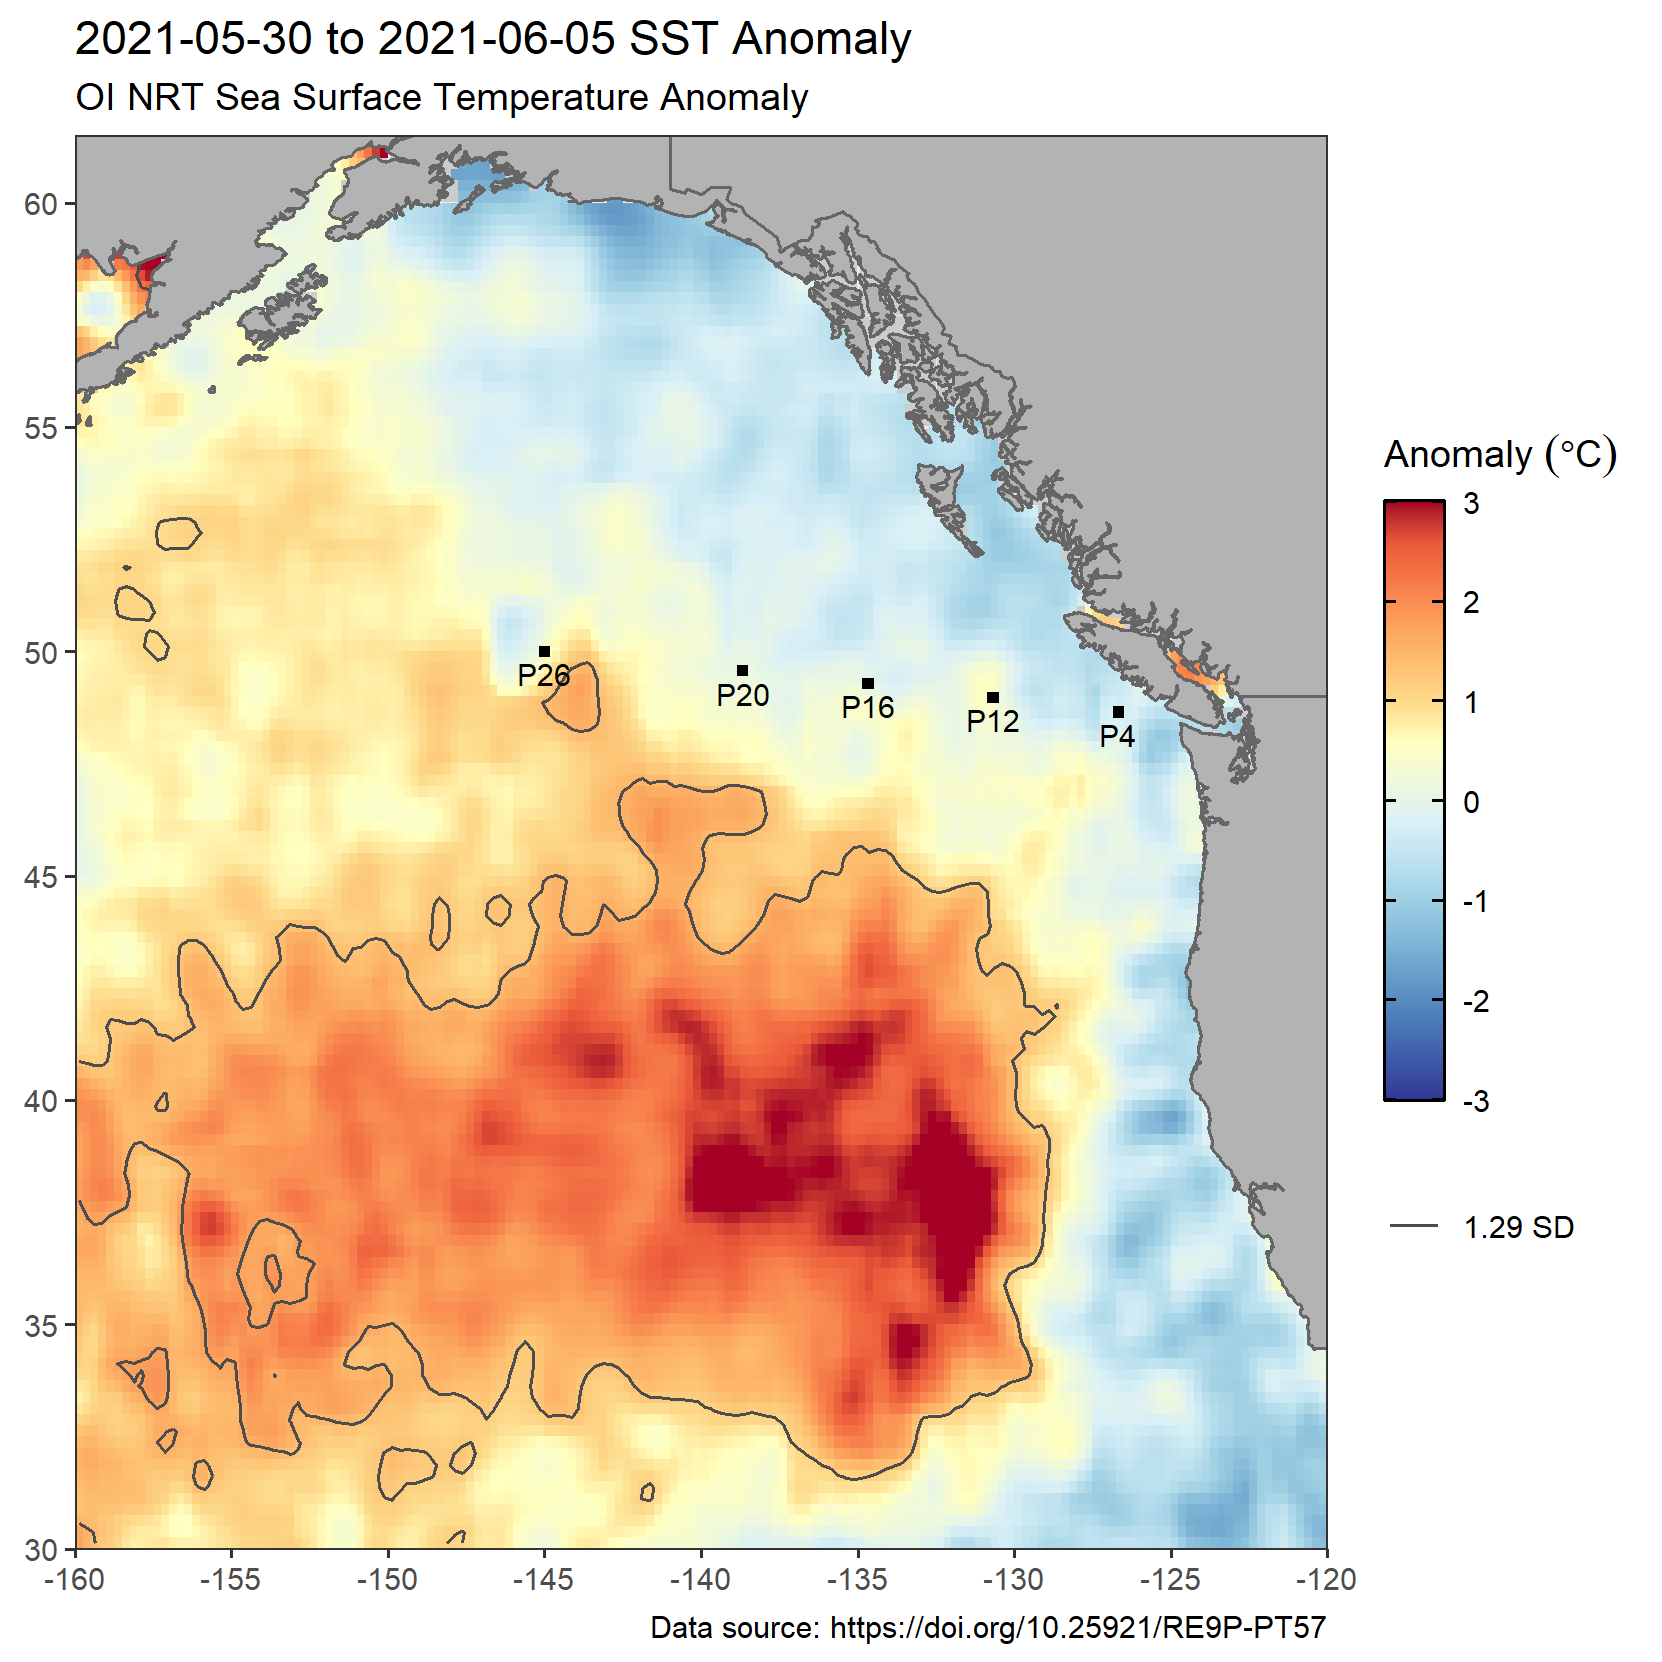 2021-05-30 to 2021-06-05 SST Anomaly
OI NRT Sea Surface Temperature Anomaly
60
55
50
45
40
35
30
-160
-155
-150
-145
-140
-135
-130
-125
-120
P26
P20
P16
P12
P4
Anomaly (°C)
3
2
1
0
-1
-2
-3
1.29 SD
Data source: https://doi.org/10.25921/RE9P-PT57